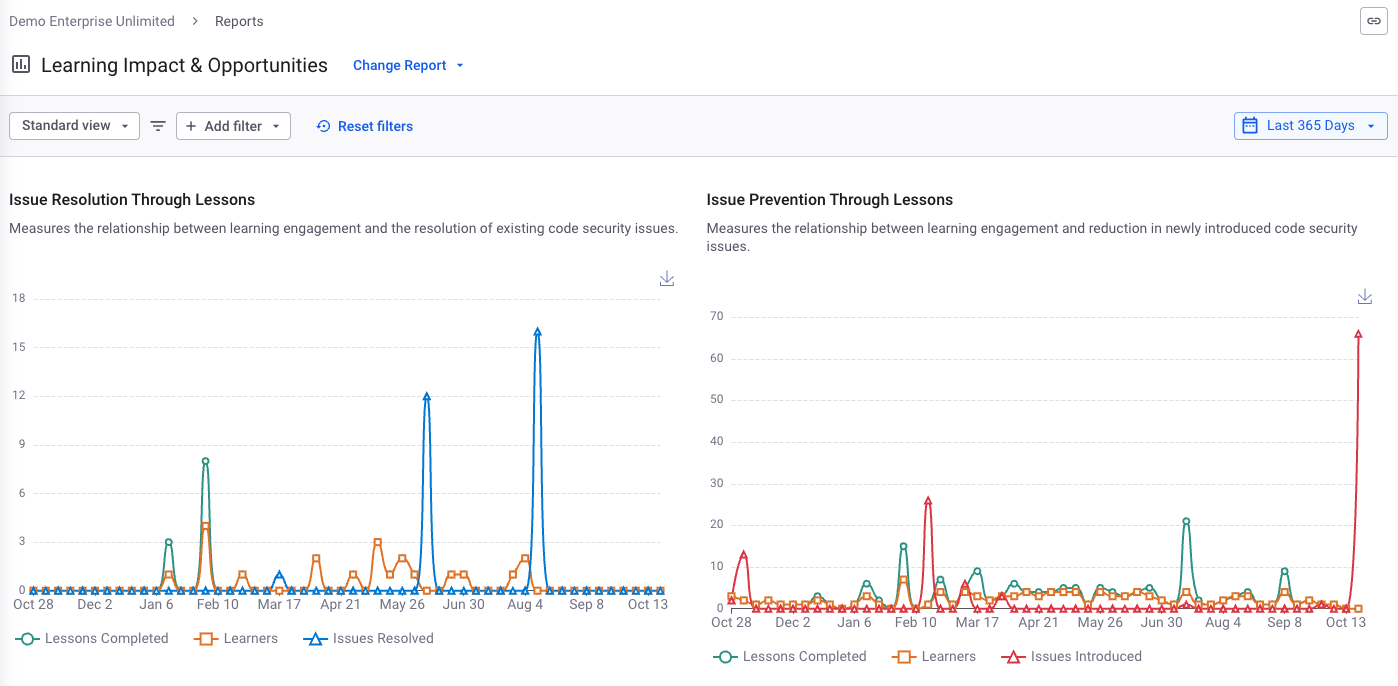 Demo Enterprise Unlimited > Reports
Learning Impact & Opportunities Change Report
Standard view + Add filter Reset filters Last 365 Days
Issue Resolution Through Lessons
Measures the relationship between learning engagement and the resolution of existing code security issues.
18
15
12
9
6
3
0
Oct 28 Dec 2 Jan 6 Feb 10 Mar 17 Apr 21 May 26 Jun 30 Aug 4 Sep 8 Oct 13
Lessons Completed Learners Issues Resolved
Issue Prevention Through Lessons
Measures the relationship between learning engagement and reduction in newly introduced code security
issues.
70
60
50
40
30
20
10
0
Oct 28 Dec 2 Jan 6 Feb 10 Mar 17 Apr 21 May 26 Jun 30 Aug 4 Sep 8 Oct 13
Lessons Completed Learners Issues Introduced